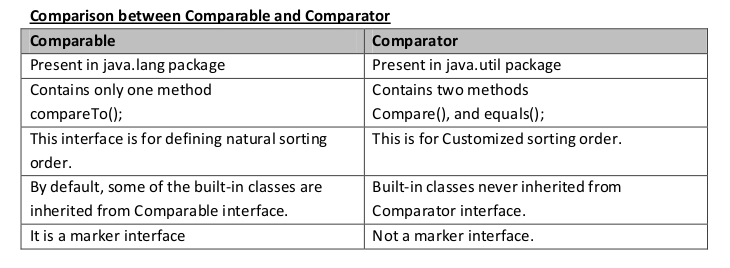 Comparison between Comparable and Comparator
Comparable
Comparator
Present in java.lang package
Present in java.util package
Contains only one method
compareTo();
Contains two methods
Compare(), and equals();
This interface is for defining natural sorting
order.
This is for Customized sorting order.
By default, some of the built-in classes are
inherited from Comparable interface.
Built-in classes never inherited from
Comparator interface.
It is a marker interface
Not a marker interface.